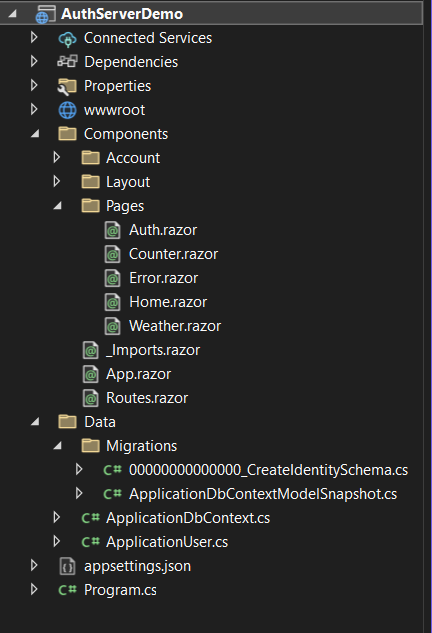 AuthServerDemo
Connected Services
Dependencies
Properties
wwwroot
Components
Account
Layout
Pages
Auth.razor
Counter.razor
Error.razor
Home.razor
Weather.razor
_Imports.razor
App.razor
Routes.razor
Data
Migrations
C# 00000000000000_CreateIdentitySchema.cs
C# ApplicationDbContextModelSnapshot.cs
C# ApplicationDbContext.cs
C# ApplicationUser.cs
appsettings.json
C# Program.cs